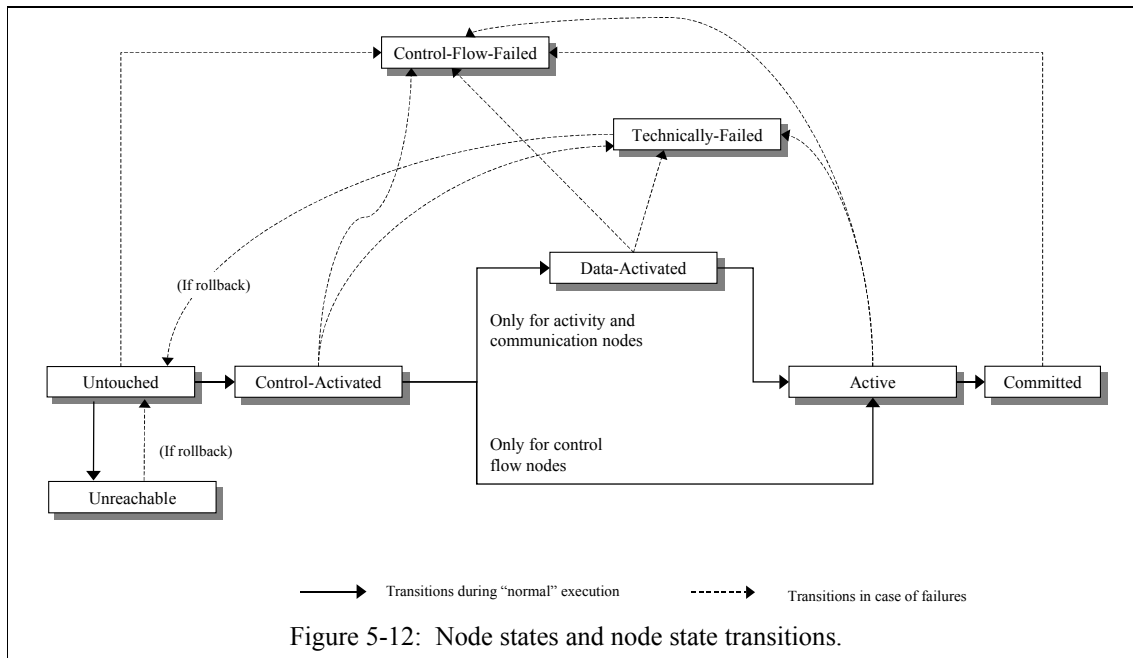 Control-Flow-Failed
Technically-Failed
(If rollback)
Data-Activated
Only for activity and
communication nodes
Untouched
Control-Activated
Active
Committed
(If rollback)
Only for control
flow nodes
Unreachable
Transitions during “normal” execution
Transitions in case of failures
Figure 5-12: Node states and node state transitions.